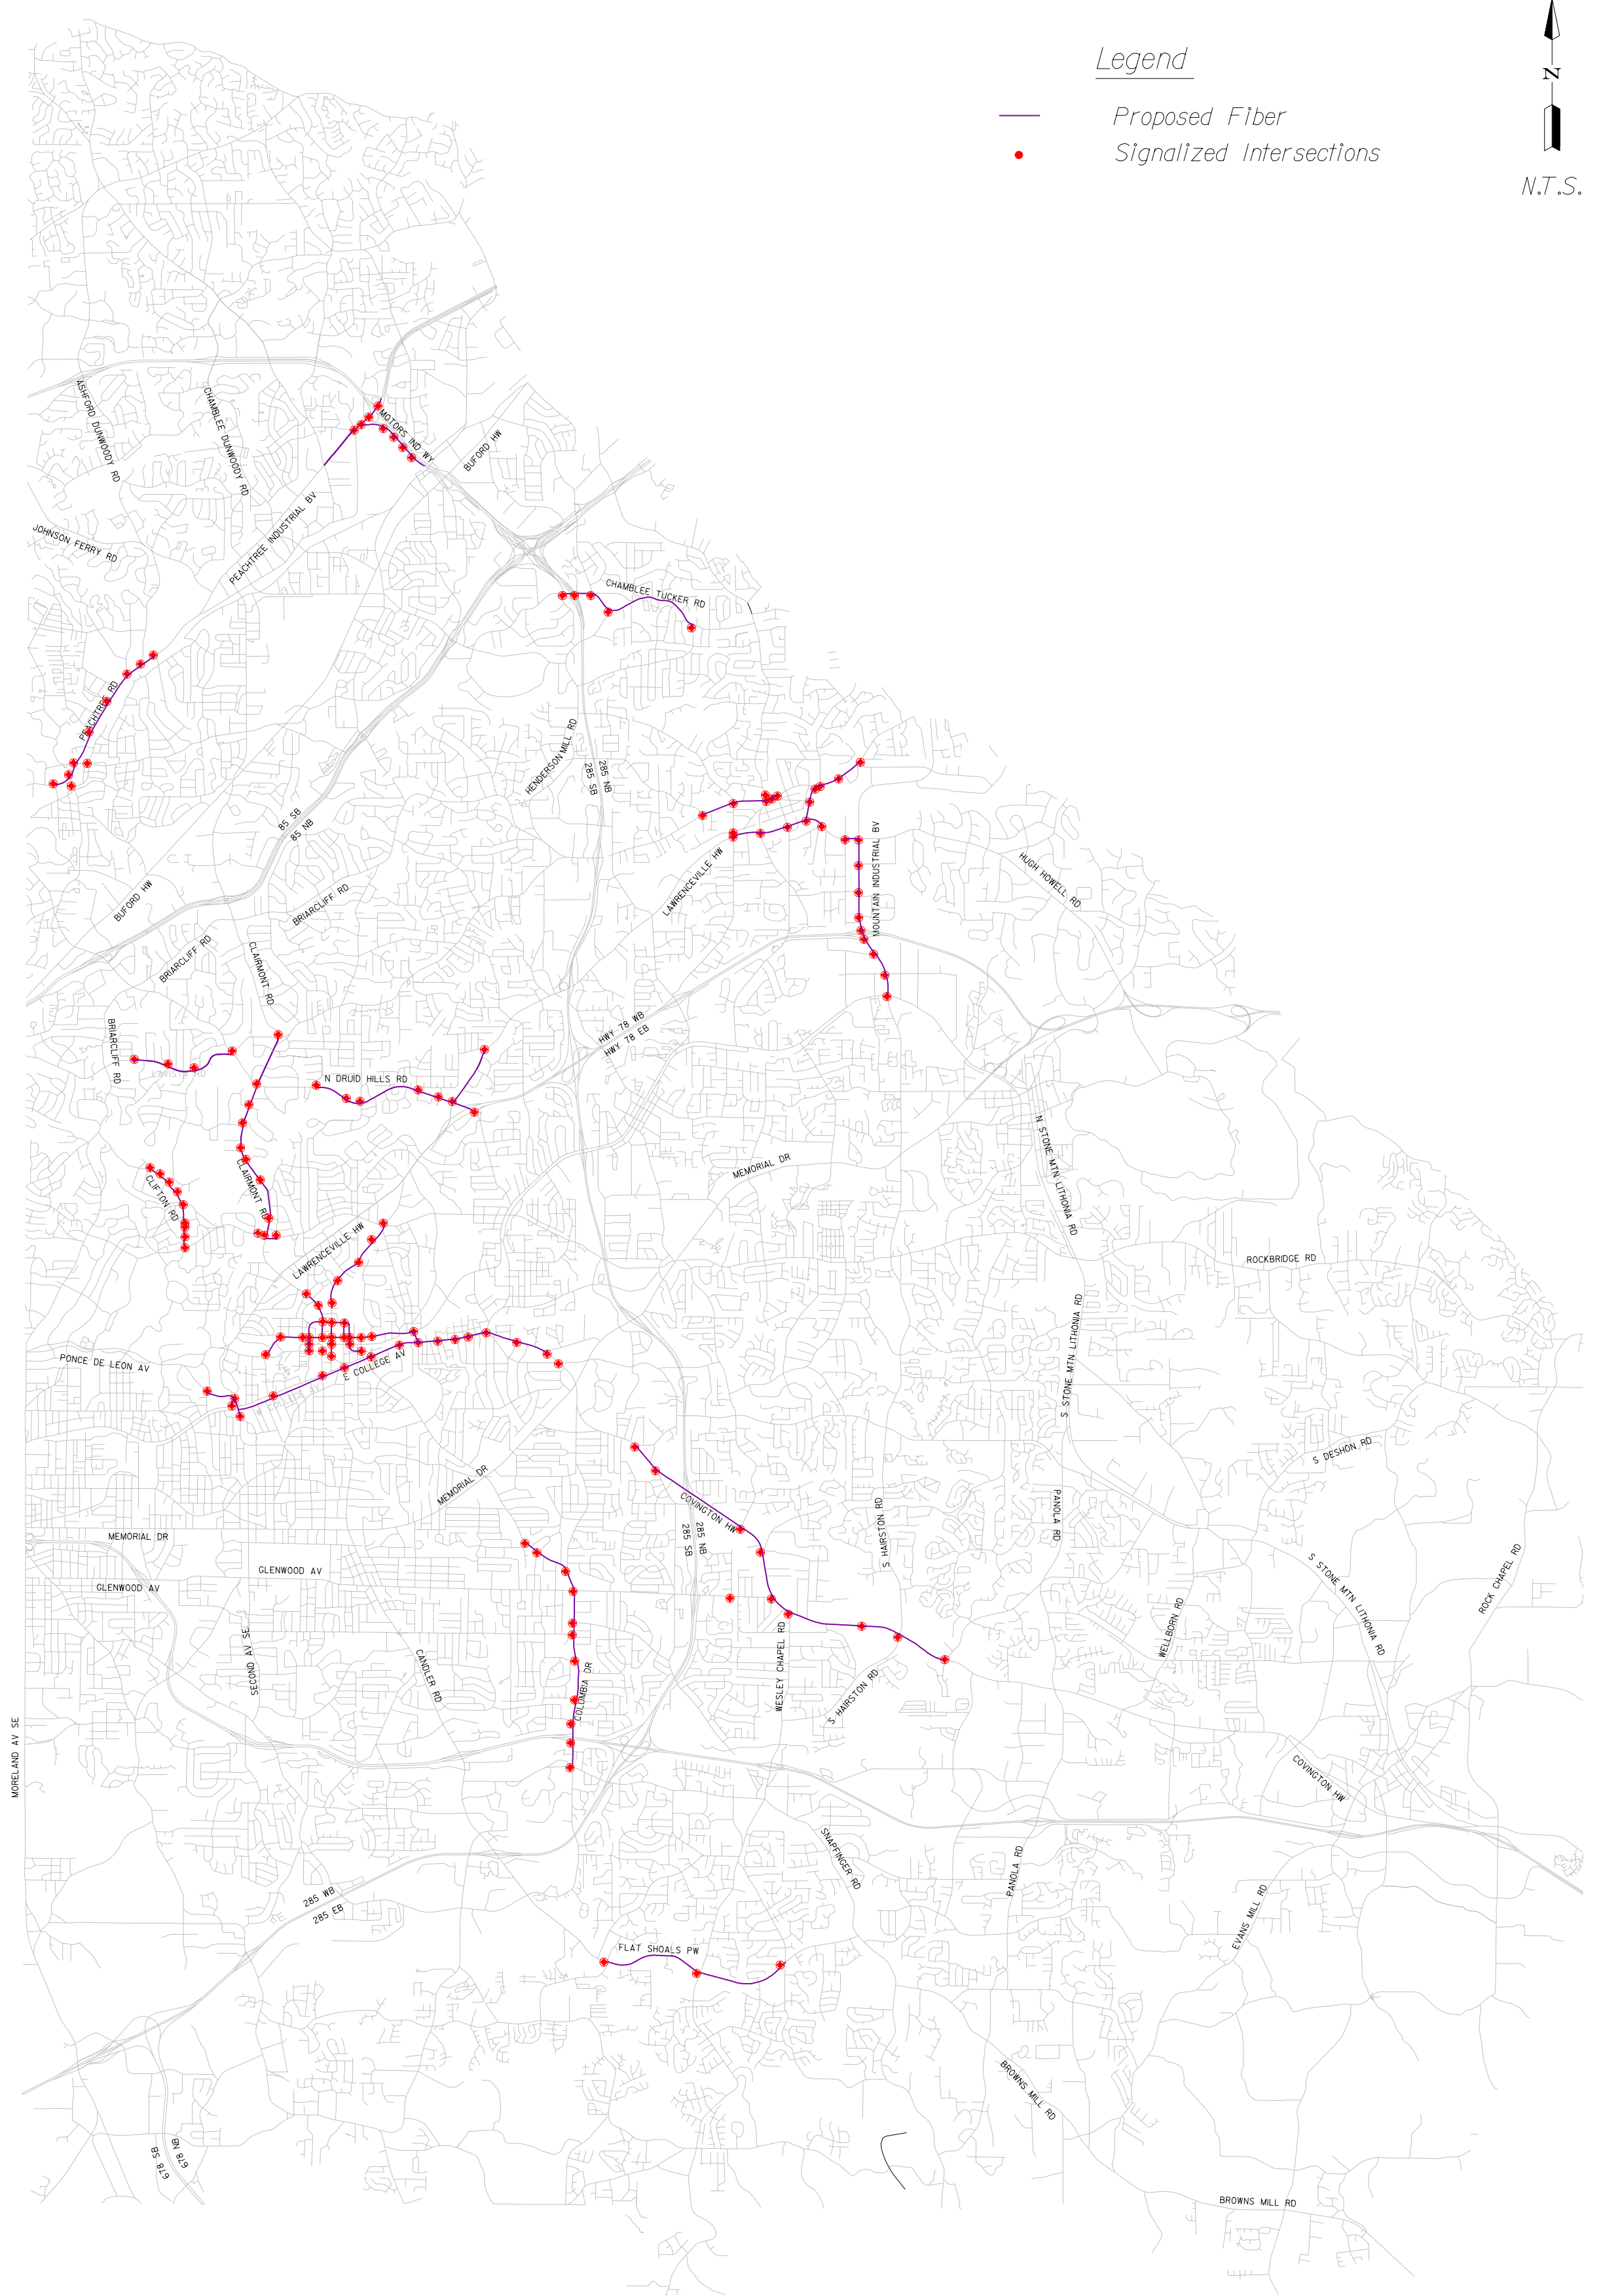 Legend
N
Proposed Fiber
Signalized Intersections
N.T.S.
ASHFORD DUNWOODY RD
CHAMBLEE DUNWOODY RD
MOTORS IND WY
BUFORD HW
JOHNSON FERRY RD
PEACHTREE INDUSTRIAL BV
CHAMBLEE TUCKER RD
PEACHTREE RD
HENDERSON MILL RD
285 SB
285 NB
85 SB
85 NB
LAWRENCEVILLE HW
MOUNTAIN INDUSTRIAL BV
HUGH HOWELL RD
BUFORD HW
BRIARCLIFF RD
BRIARCLIFF RD
CLAIRMONT RD
BRIARCLIFF RD
HWY 78 WB
HWY 78 EB
N DRUID HILLS RD
N STONE MTN LITHONIA RD
MEMORIAL DR
CLIFTON RD
CLAIRMONT RD
LAWRENCEVILLE HW
ROCKBRIDGE RD
S STONE MTN LITHONIA RD
PONCE DE LEON AV
E COLLEGE AV
S DESHON RD
MEMORIAL DR
COVINGTON HW
285 SB
285 NB
S HAIRSTON RD
PANOLA RD
MEMORIAL DR
GLENWOOD AV
GLENWOOD AV
S STONE MTN LITHONIA RD
ROCK CHAPEL RD
SECOND AV SE
CANDLER RD
COLUMBIA DR
WESLEY CHAPEL RD
S HAIRSTON RD
WELLBORN RD
MORELAND AV SE
COVINGTON HW
SNAPFINGER RD
PANOLA RD
285 WB
285 EB
EVANS MILL RD
FLAT SHOALS PW
BROWNS MILL RD
678 SB
678 NB
BROWNS MILL RD